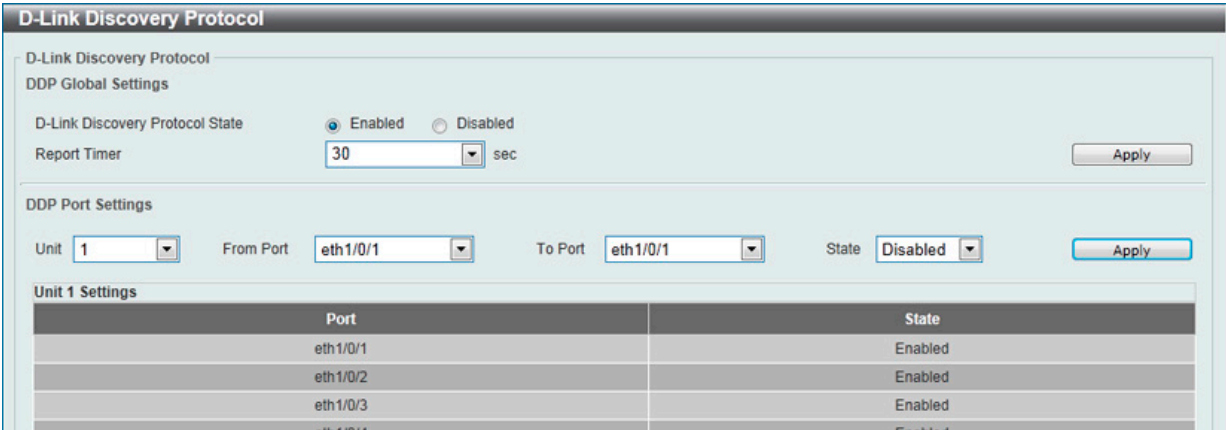 D-Link Discovery Protocol
D-Link Discovery Protocol
DDP Global Settings
D-Link Discovery Protocol State Enabled Disabled
Report Timer 30 sec Apply
DDP Port Settings
Unit 1 From Port eth1/0/1 To Port eth1/0/1 State Disabled Apply
Unit 1 Settings
Port State
eth1/0/1 Enabled
eth1/0/2 Enabled
eth1/0/3 Enabled